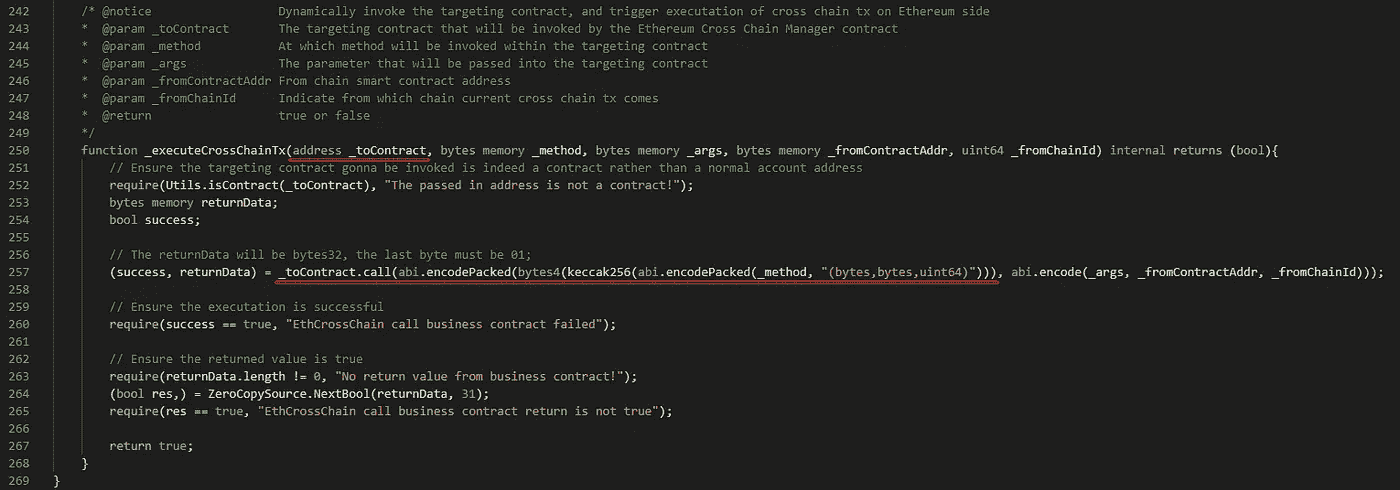 242 /* @notice Dynamically invoke the targeting contract, and trigger executation of cross chain tx on Ethereum side
243 * @param _toContract The targeting contract that will be invoked by the Ethereum Cross Chain Manager contract
244 * @param _method At which method will be invoked within the targeting contract
245 * @param _args The parameter that will be passed into the targeting contract
246 * @param _fromContractAddr From chain smart contract address
247 * @param _fromChainId Indicate from which chain current cross chain tx comes
248 * @return true or false
249 */
250 function _executeCrossChainTx(address _toContract, bytes memory _method, bytes memory _args, bytes memory _fromContractAddr, uint64 _fromChainId) internal returns (bool){
251 // Ensure the targeting contract gonna be invoked is indeed a contract rather than a normal account address
252 require(Utils.isContract(_toContract), "The passed in address is not a contract!");
253 bytes memory returnData;
254 bool success;
255
256 // The returnData will be bytes32, the last byte must be 01;
257 (success, returnData) = _toContract.call(abi.encodePacked(bytes4(keccak256(abi.encodePacked(_method, "(bytes,bytes,uint64)"))), abi.encode(_args, _fromContractAddr, _fromChainId)));
258
259 // Ensure the executation is successful
260 require(success == true, "EthCrossChain call business contract failed");
261
262 // Ensure the returned value is true
263 require(returnData.length != 0, "No return value from business contract!");
264 (bool res,) = ZeroCopySource.NextBool(returnData, 31);
265 require(res == true, "EthCrossChain call business contract return is not true");
266
267 return true;
268 }
269 }